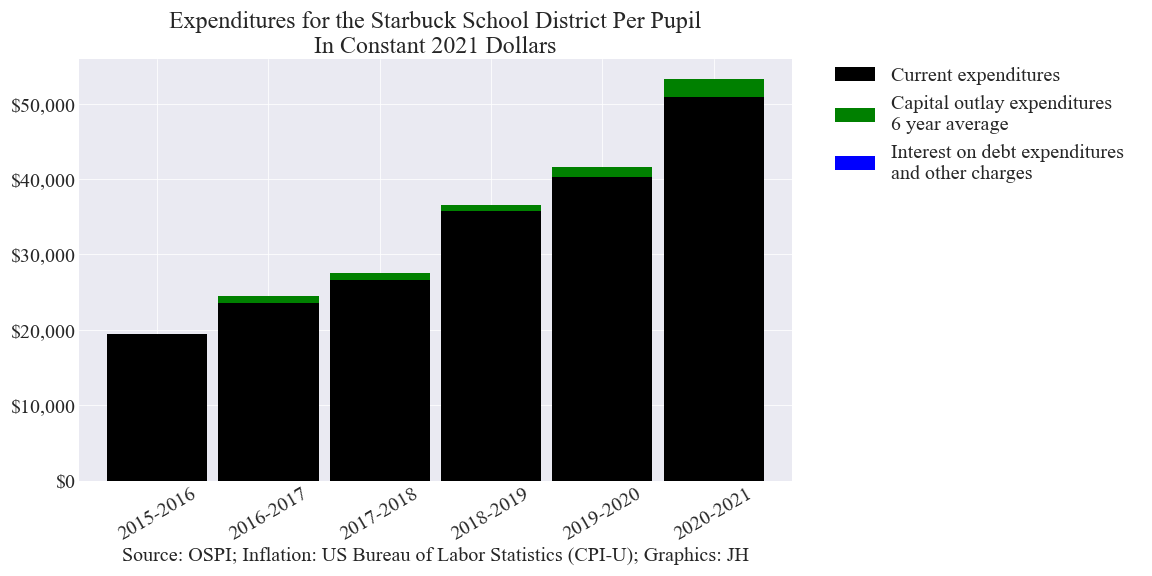 Expenditures for the Starbuck School District Per Pupil
In Constant 2021 Dollars
Current expenditures
Capital outlay expenditures
6 year average
Interest on debt expenditures
and other charges
$50,000
$40,000
$30,000
$20,000
$10,000
$0
2015-2016
2016-2017
2017-2018
2018-2019
2019-2020
2020-2021
Source: OSPI; Inflation: US Bureau of Labor Statistics (CPI-U); Graphics: JH